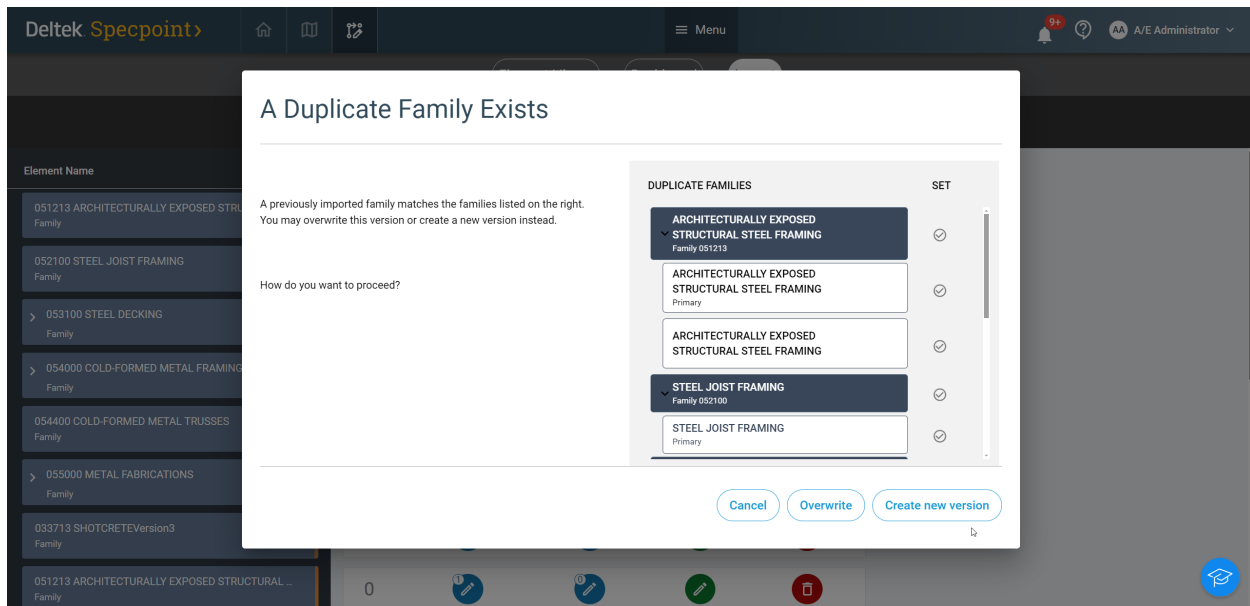 Deltek Specpoint
Menu
9+
AA
A/E Administrator
A Duplicate Family Exists
Element Name
051213 ARCHITECTURALLY EXPOSED STRU
Family
052100 STEEL JOIST FRAMING
Family
053100 STEEL DECKING
Family
054000 COLD-FORMED METAL FRAMING
Family
054400 COLD-FORMED METAL TRUSSES
Family
055000 METAL FABRICATIONS
Family
033713 SHOTCRETEVersion3
Family
051213 ARCHITECTURALLY EXPOSED STRUCTURAL ...
Family
A previously imported family matches the families listed on the right.
You may overwrite this version or create a new version instead.
How do you want to proceed?
DUPLICATE FAMILIES
SET
ARCHITECTURALLY EXPOSED
STRUCTURAL STEEL FRAMING
Family 051213
ARCHITECTURALLY EXPOSED
STRUCTURAL STEEL FRAMING
Primary
ARCHITECTURALLY EXPOSED
STRUCTURAL STEEL FRAMING
STEEL JOIST FRAMING
Family 052100
STEEL JOIST FRAMING
Primary
Cancel
Overwrite
Create new version
0
1
0